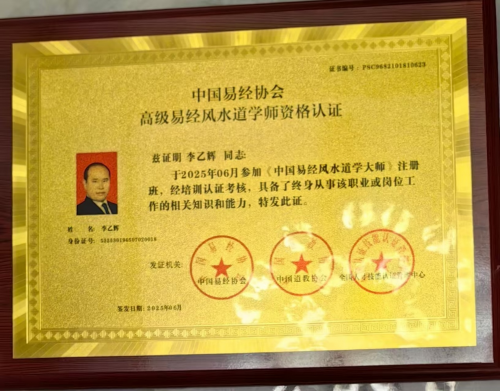 证书编号: PNC9882191619823
中国易经协会
高级易经风水道学师资格认证
兹证明 李乙辉 同志:
于2025年06月参加《中国易经风水道学大师》注册
班，经培训认证考核，具备了终身从事该职业或岗位工
作的相关知识和能力，特发此证。
姓 名: 李乙辉
身份证号:
发证机关:
中国易经协会
中国道教协会
签发日期: 2025年06月